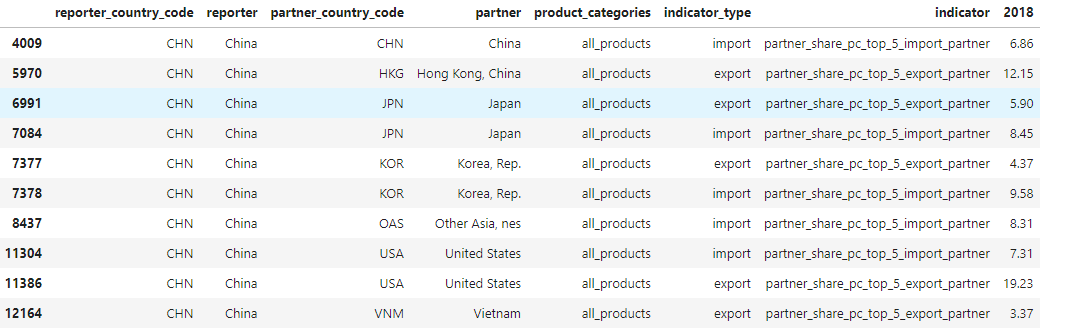 reporter_country_code reporter partner_country_code partner product_categories indicator_type indicator 2018
4009 CHN China CHN China all_products import partner_share_pc_top_5_import_partner 6.86
5970 CHN China HKG Hong Kong, China all_products export partner_share_pc_top_5_export_partner 12.15
6991 CHN China JPN Japan all_products export partner_share_pc_top_5_export_partner 5.90
7084 CHN China JPN Japan all_products import partner_share_pc_top_5_import_partner 8.45
7377 CHN China KOR Korea, Rep. all_products export partner_share_pc_top_5_export_partner 4.37
7378 CHN China KOR Korea, Rep. all_products import partner_share_pc_top_5_import_partner 9.58
8437 CHN China OAS Other Asia, nes all_products import partner_share_pc_top_5_import_partner 8.31
11304 CHN China USA United States all_products import partner_share_pc_top_5_import_partner 7.31
11386 CHN China USA United States all_products export partner_share_pc_top_5_export_partner 19.23
12164 CHN China VNM Vietnam all_products export partner_share_pc_top_5_export_partner 3.37